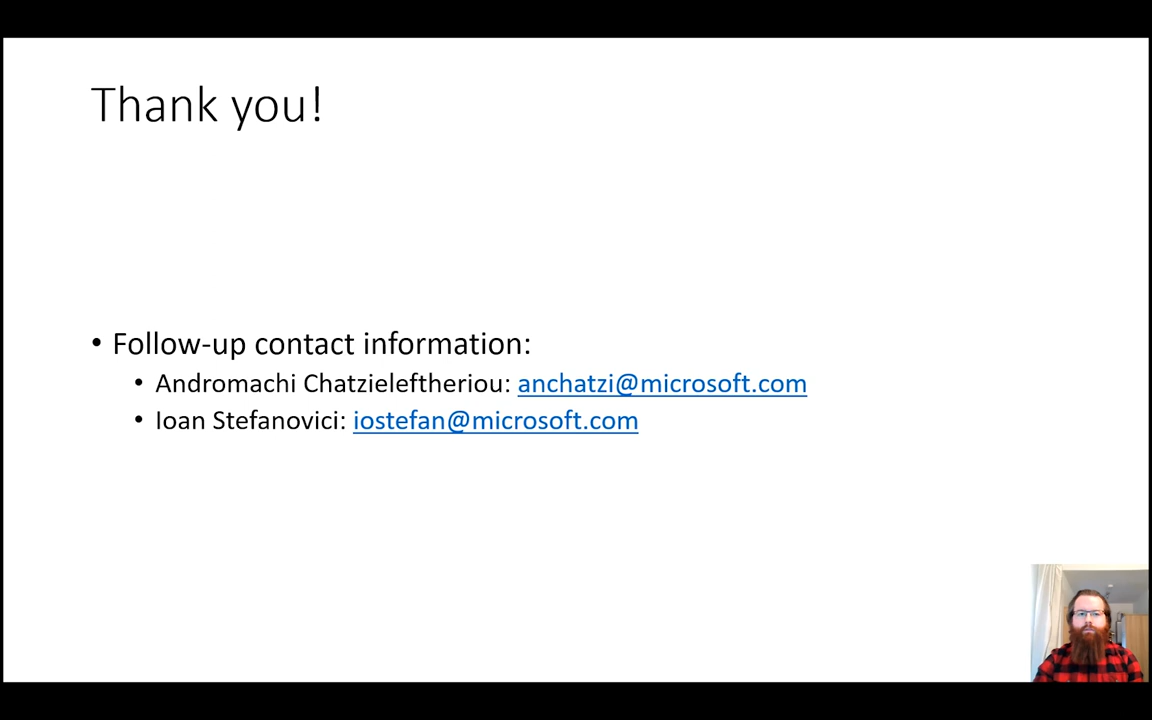 Thank you!
• Follow-up contact information:
• Andromachi Chatzieleftheriou: anchatzi@microsoft.com
• Ioan Stefanovici: iostefan@microsoft.com